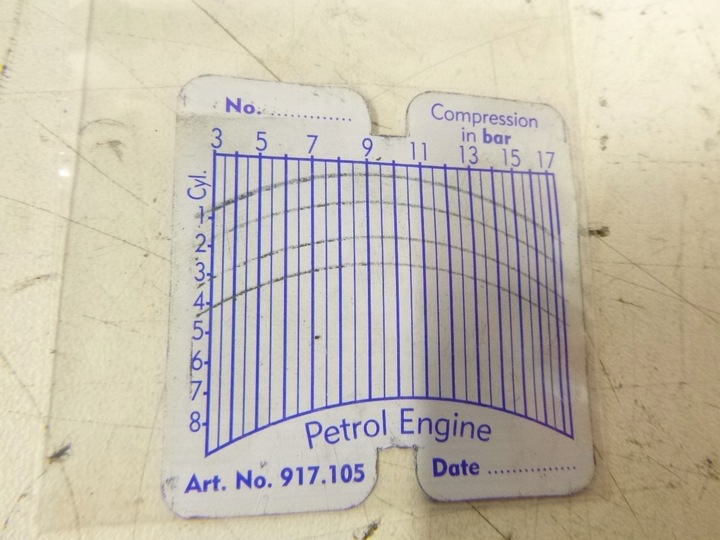 No. ...............
Compression
in bar
3 5 7 9 11 13 15 17
Cyl.
1
2
3
4
5
6
7
8
Petrol Engine
Art. No. 917.105
Date ...............